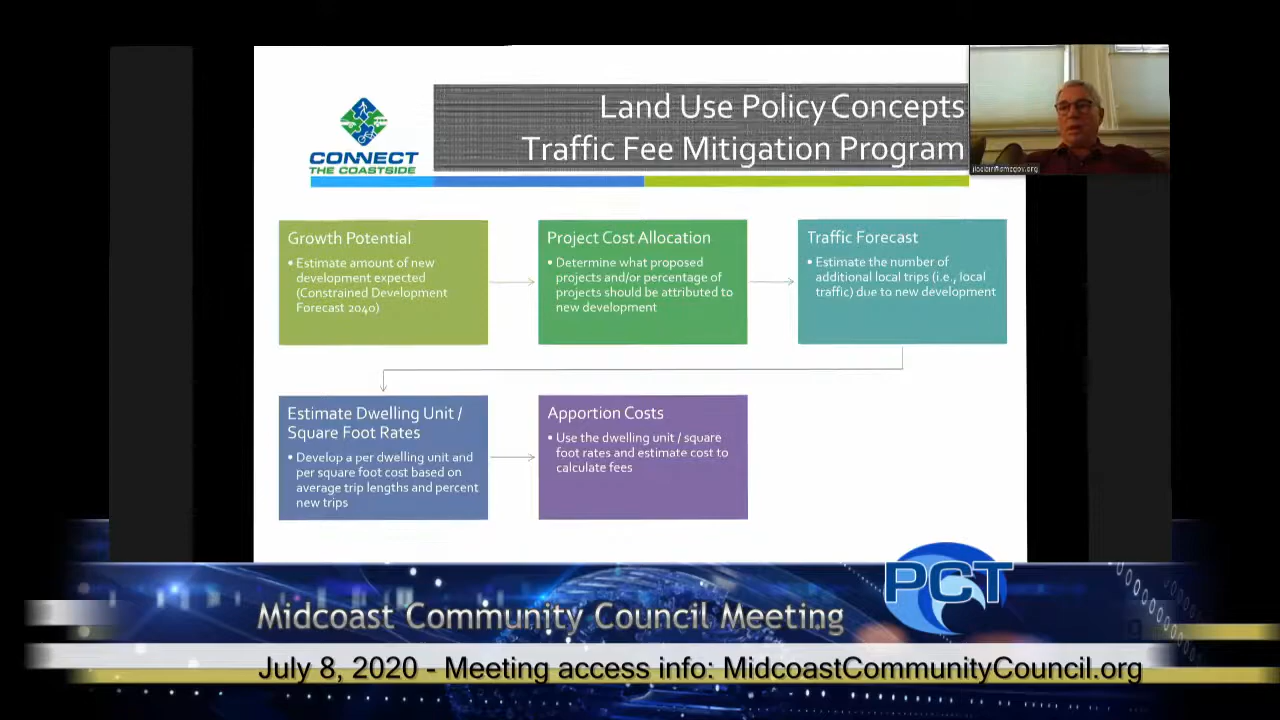 Land Use Policy Concepts
Traffic Fee Mitigation Program
CONNECT
THE COASTSIDE
Growth Potential
• Estimate amount of new
development expected
(Constrained Development
Forecast 2040)
Project Cost Allocation
• Determine what proposed
projects and/or percentage of
projects should be attributed to
new development
Traffic Forecast
• Estimate the number of
additional local trips (i.e., local
traffic) due to new development
Estimate Dwelling Unit /
Square Foot Rates
• Develop a per dwelling unit and
per square foot cost based on
average trip lengths and percent
new trips
Apportion Costs
• Use the dwelling unit / square
foot rates and estimate cost to
calculate fees
PCT
Midcoast Community Council Meeting
July 8, 2020 - Meeting access info: MidcoastCommunityCouncil.org